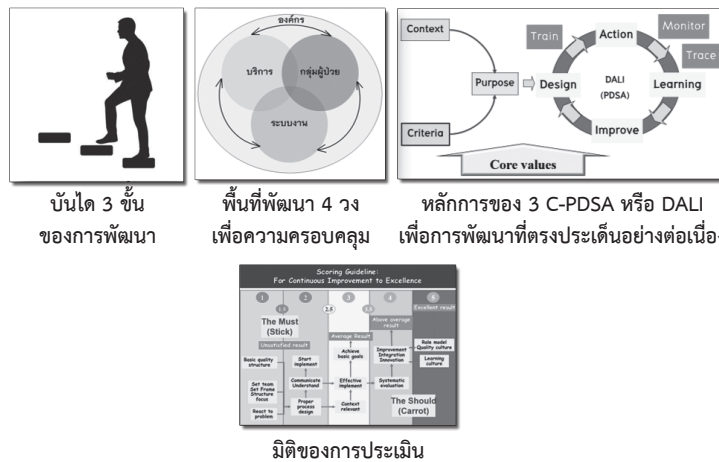 องค์กร
บริการ
กลุ่มผู้ป่วย
ระบบงาน
Context
Criteria
Purpose
Train
Action
Monitor
Trace
Design
DALI
(PDSA)
Learning
Improve
Core values
บันได 3 ขั้น
ของการพัฒนา
พื้นที่พัฒนา 4 วง
เพื่อความครอบคลุม
หลักการของ 3 C-PDSA หรือ DALI
เพื่อการพัฒนาที่ตรงประเด็นอย่างต่อเนื่อง
Scoring Guideline:
For Continuous Improvement to Excellence
1
2
3
4
5
1.5
2.5
3.5
Excellent result
The Must
(Stick)
Above average
result
Unsatisfied result
Average Result
Basic quality
structure
Start
implement
Achieve
basic goals
Improvement
Integration
Innovation
Role model
Quality culture
Learning
culture
Set team
Set Frame
Structure
focus
Communicate
Understand
Effective
implement
Systematic
evaluation
React to
problem
Proper
process
design
Context
relevant
The Should
(Carrot)
มิติของการประเมิน